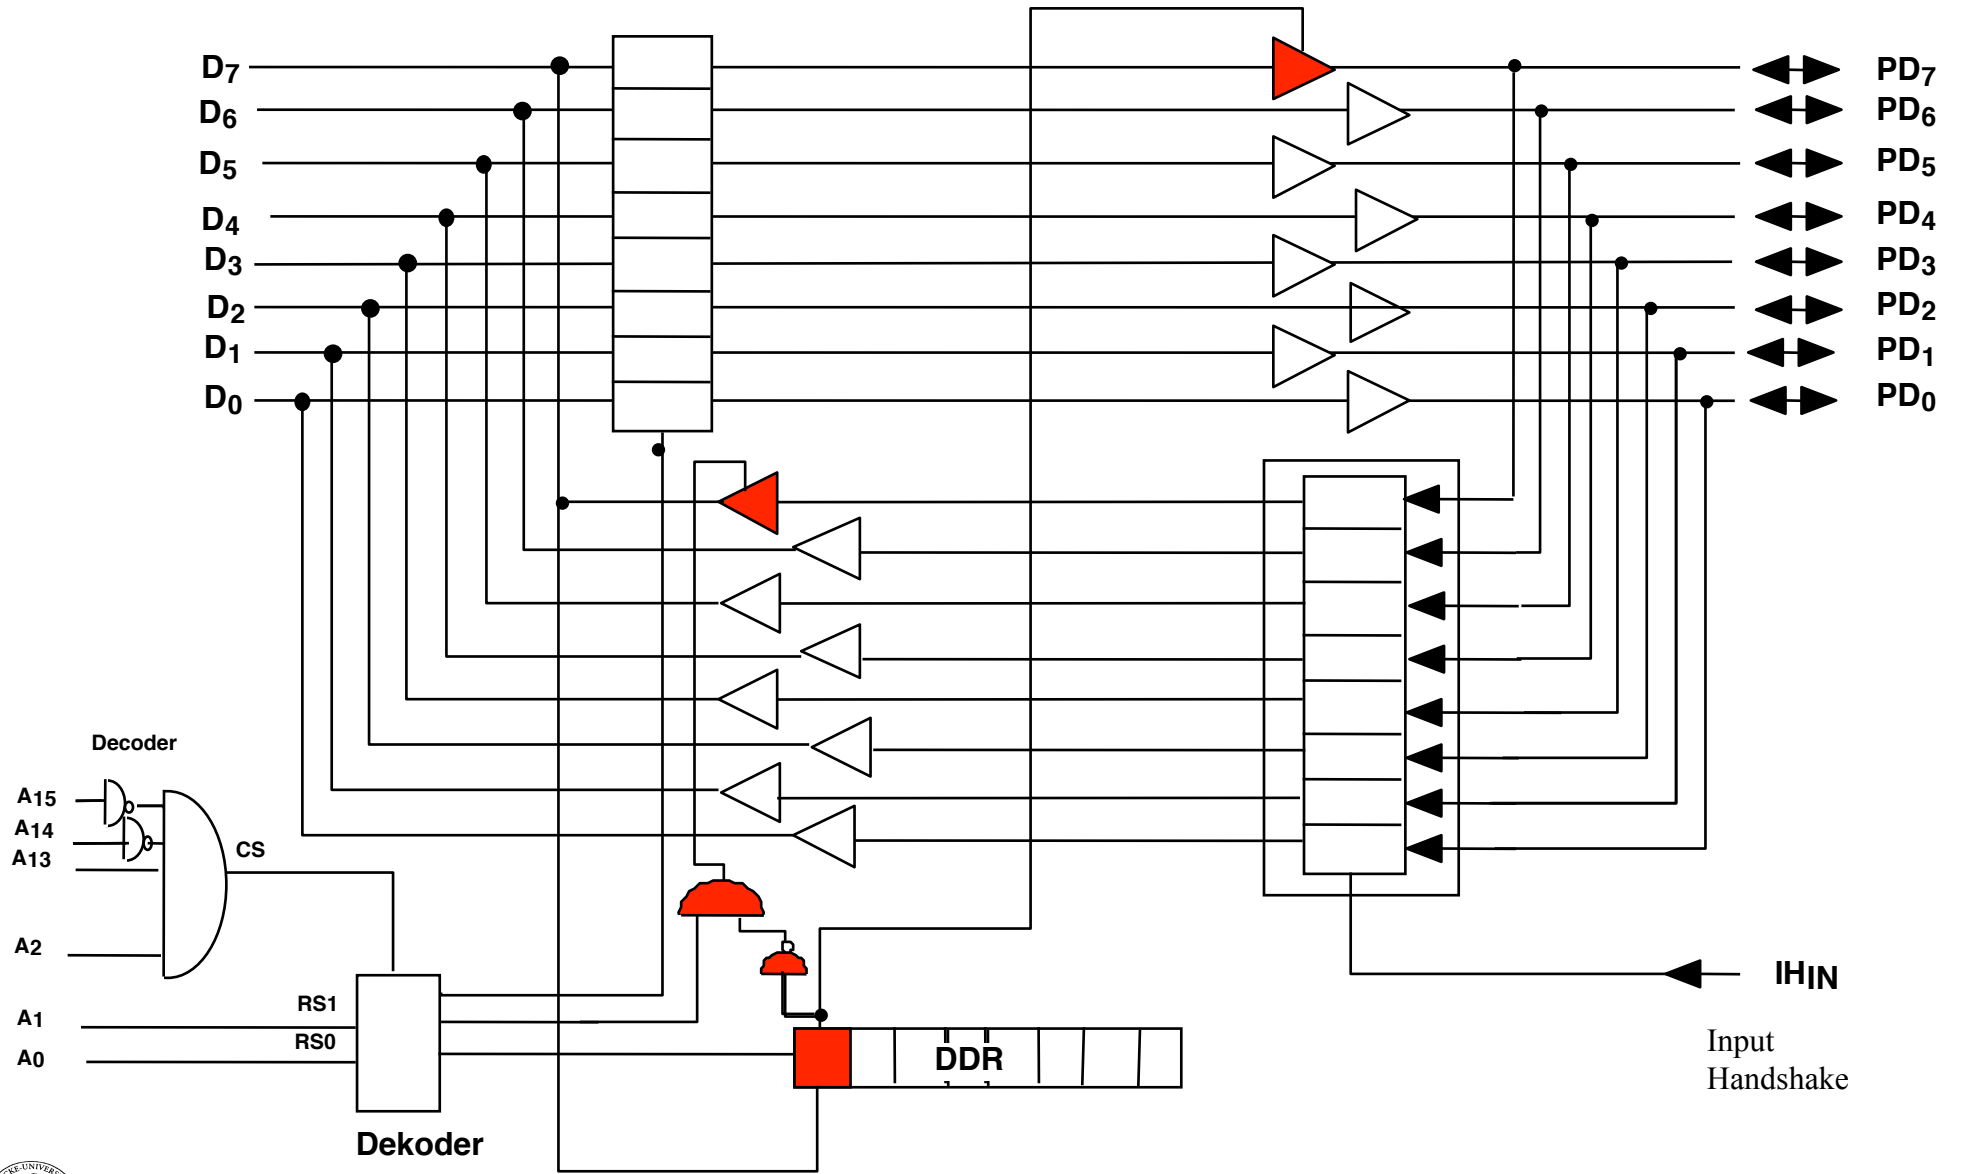 D7 PD7
D6 PD6
D5 PD5
D4 PD4
D3 PD3
D2 PD2
D1 PD1
D0 PD0
Decoder
A15
A14
A13
CS
A2
IHIN
RS1
A1
RS0
A0
DDR
Input
Handshake
Dekoder